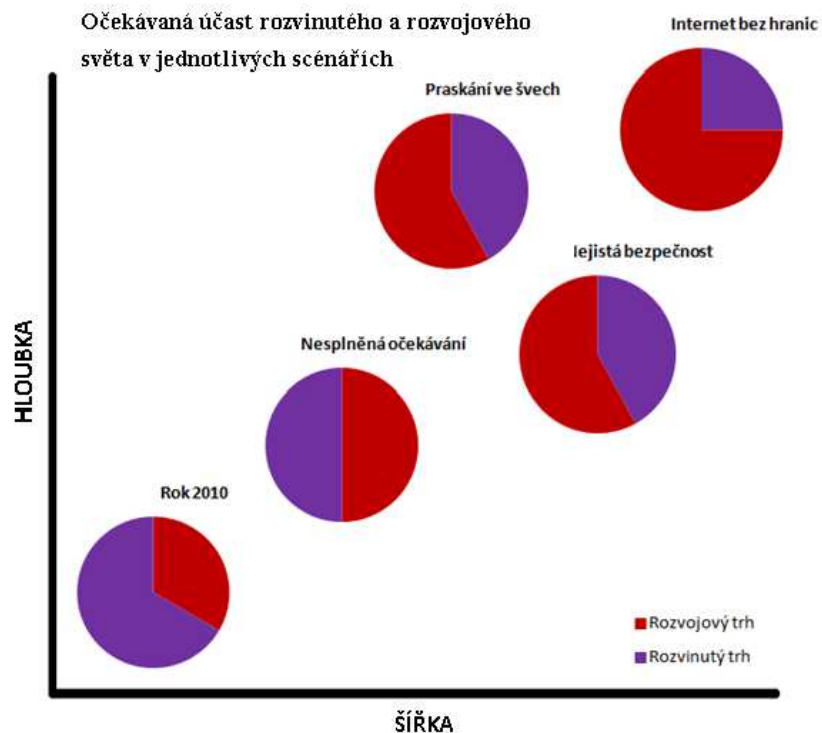 Očekávaná účast rozvinutého a rozvojového
světa v jednotlivých scénářích
Internet bez hranic
Praskání ve švech
Iejistá bezpečnost
Nesplněná očekávání
Rok 2010
HLOUBKA
Rozvojový trh
Rozvinutý trh
ŠÍŘKA